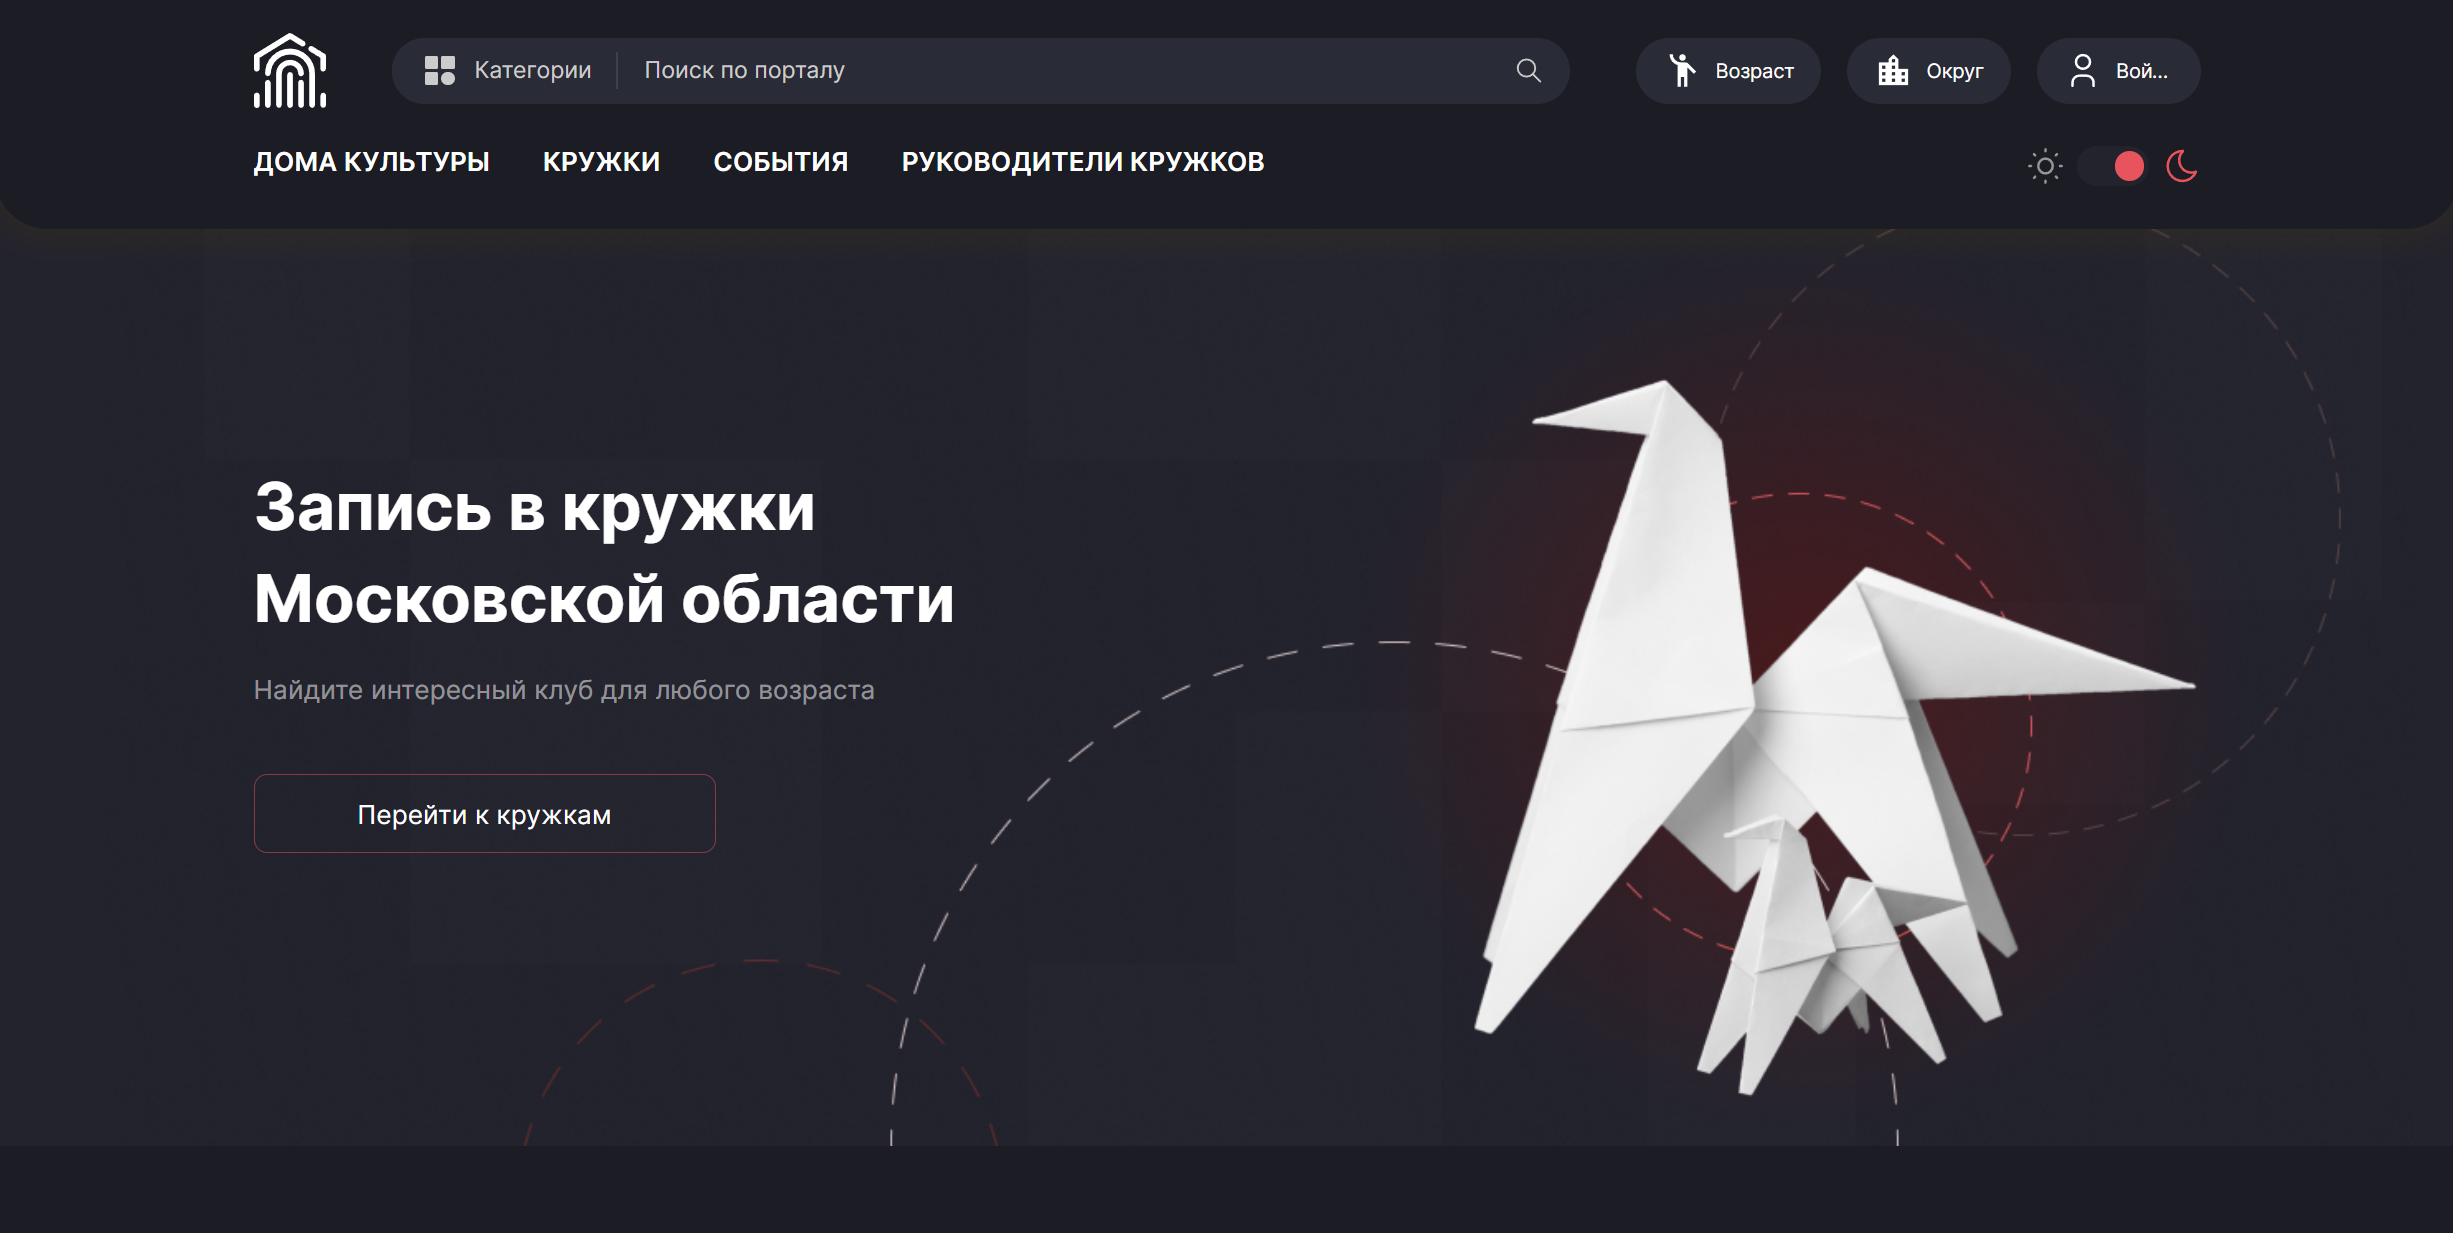 Категории
Поиск по порталу
Возраст
Округ
Вой...
ДОМА КУЛЬТУРЫ
КРУЖКИ
СОБЫТИЯ
РУКОВОДИТЕЛИ КРУЖКОВ
Запись в кружки
Московской области
Найдите интересный клуб для любого возраста
Перейти к кружкам